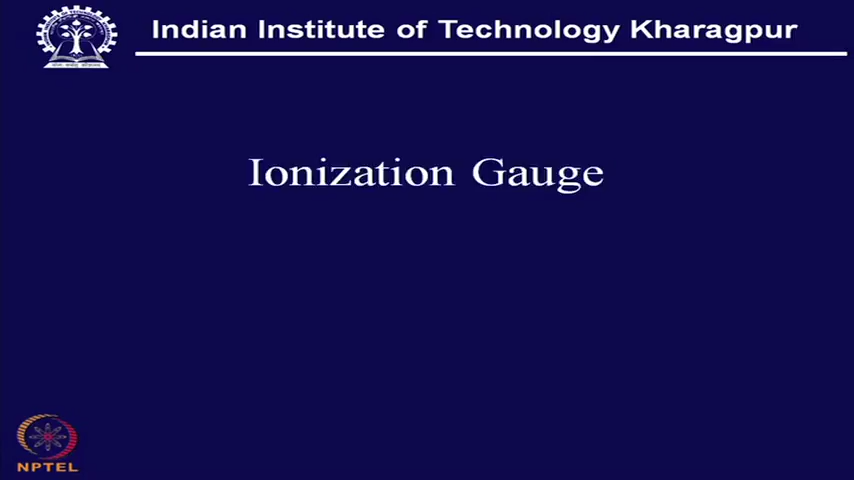 Indian Institute of Technology Kharagpur
Ionization Gauge
NPTEL